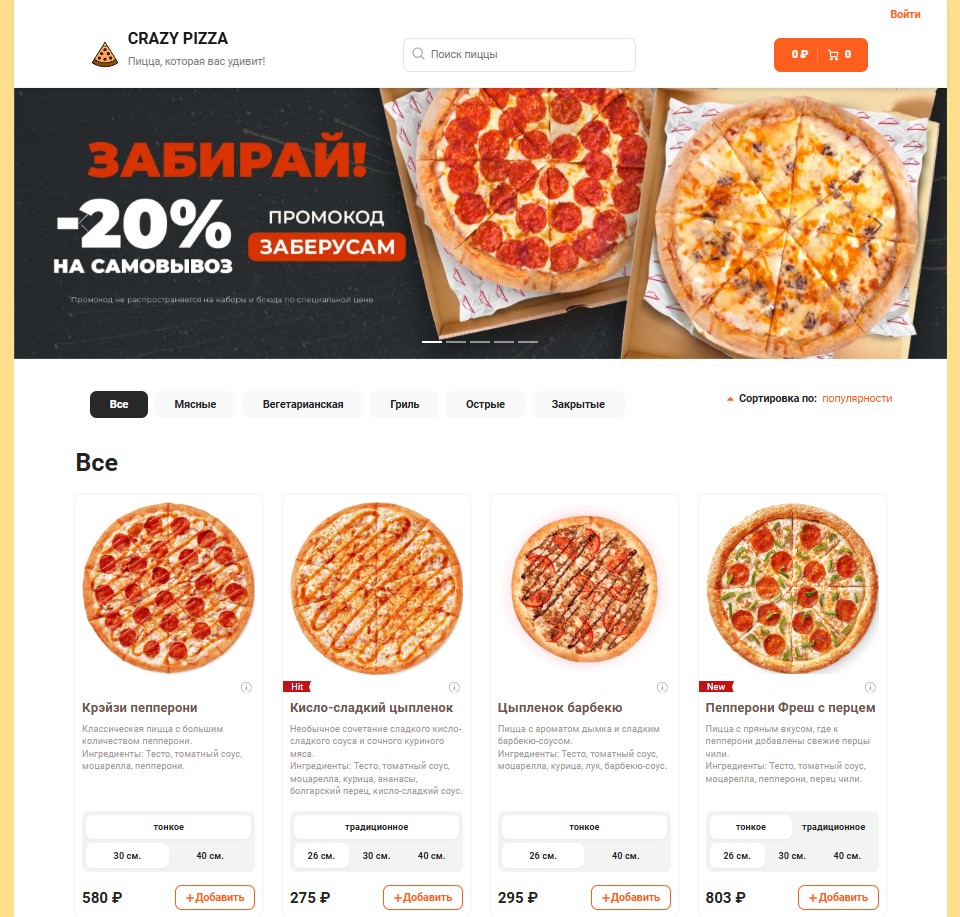 Войти
CRAZY PIZZA
Пицца, которая вас удивит!
Поиск пиццы
0 ₽ 0
ЗАБИРАЙ!
-20%
НА САМОВЫВОЗ
ПРОМОКОД
ЗАБЕРУСАМ
*Промокод не распространяется на наборы и блюда по специальной цене
Все Мясные Вегетарианская Гриль Острые Закрытые
Сортировка по: популярности
Все
Крэйзи пепперони
Классическая пицца с большим
количеством пепперони.
Ингредиенты: Тесто, томатный соус,
моцарелла, пепперони.
тонкое
30 см. 40 см.
580 ₽ +Добавить
Hit
Кисло-сладкий цыпленок
Необычное сочетание сладкого кисло-
сладкого соуса и сочного куриного
мяса.
Ингредиенты: Тесто, томатный соус,
моцарелла, курица, ананасы,
болгарский перец, кисло-сладкий соус.
традиционное
26 см. 30 см. 40 см.
275 ₽ +Добавить
Цыпленок барбекю
Пицца с ароматом дымка и сладким
барбекю-соусом.
Ингредиенты: Тесто, томатный соус,
моцарелла, курица, лук, барбекю-соус.
тонкое
26 см. 40 см.
295 ₽ +Добавить
New
Пепперони Фреш с перцем
Пицца с пряным вкусом, где к
пепперони добавлены свежие перцы
чили.
Ингредиенты: Тесто, томатный соус,
моцарелла, пепперони, перец чили.
тонкое традиционное
26 см. 30 см. 40 см.
803 ₽ +Добавить